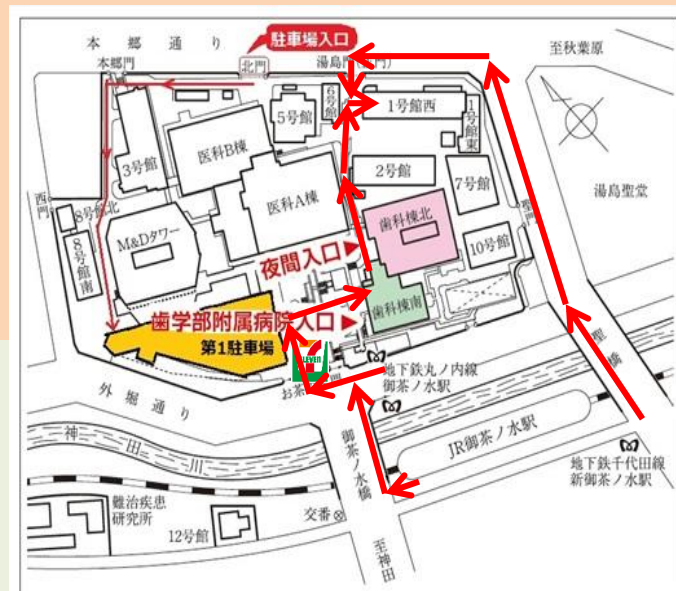 本郷通り
駐車場入口
本郷門
北門
湯島門
至秋葉原
6号館
5号館
1号館西
1号館東
3号館
医科B棟
2号館
7号館
湯島聖堂
西門
8号館北
8号館南
M&Dタワー
医科A棟
歯科棟北
聖門
夜間入口
10号館
歯科棟南
歯学部附属病院入口
第1駐車場
ELEVEN
お茶
門
地下鉄丸ノ内線
御茶ノ水駅
聖橋
外堀通り
神田川
御茶ノ水橋
JR御茶ノ水駅
地下鉄千代田線
新御茶ノ水駅
難治疾患
研究所
12号館
交番
至神田